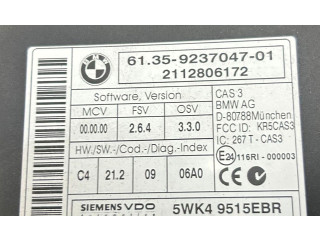 BMW
61.35-9237047-01
2112806172
Software, Version
CAS 3
MCV FSV OSV
BMW AG
D-80788München
00.00.00 2.6.4 3.3.0
FCC ID: KR5CAS3
IC: 267 T - CAS3
HW./SW.-Cod.-/Diag.-Index
E24 116RI - 000003
C4 21.2 09 06A0
SIEMENS VDO 5WK4 9515EBR